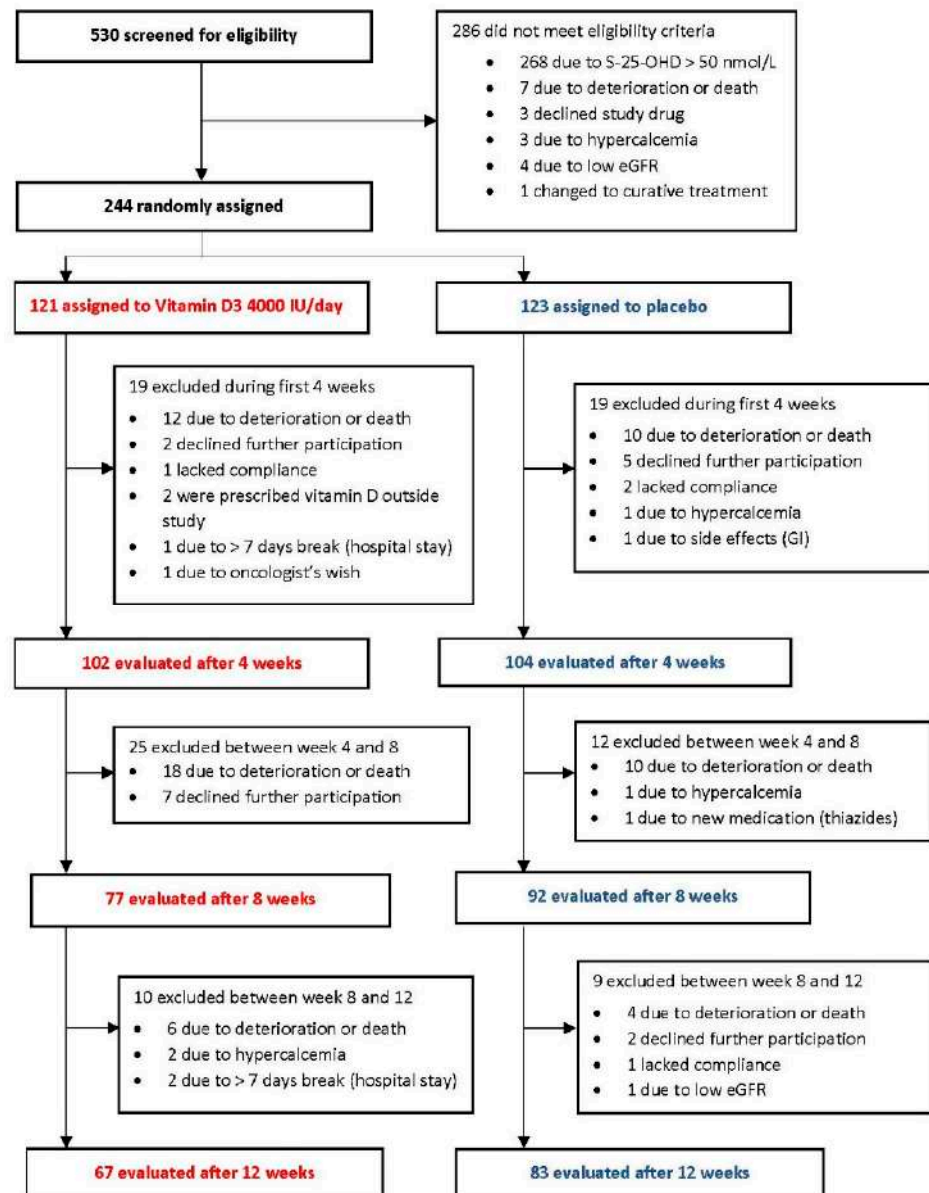 530 screened for eligibility
286 did not meet eligibility criteria
• 268 due to S-25-OHD > 50 nmol/L
• 7 due to deterioration or death
• 3 declined study drug
• 3 due to hypercalcemia
• 4 due to low eGFR
• 1 changed to curative treatment
244 randomly assigned
121 assigned to Vitamin D3 4000 IU/day
123 assigned to placebo
19 excluded during first 4 weeks
• 12 due to deterioration or death
• 2 declined further participation
• 1 lacked compliance
• 2 were prescribed vitamin D outside
study
• 1 due to > 7 days break (hospital stay)
• 1 due to oncologist's wish
19 excluded during first 4 weeks
• 10 due to deterioration or death
• 5 declined further participation
• 2 lacked compliance
• 1 due to hypercalcemia
• 1 due to side effects (GI)
102 evaluated after 4 weeks
104 evaluated after 4 weeks
25 excluded between week 4 and 8
• 18 due to deterioration or death
• 7 declined further participation
12 excluded between week 4 and 8
• 10 due to deterioration or death
• 1 due to hypercalcemia
• 1 due to new medication (thiazides)
77 evaluated after 8 weeks
92 evaluated after 8 weeks
10 excluded between week 8 and 12
• 6 due to deterioration or death
• 2 due to hypercalcemia
• 2 due to > 7 days break (hospital stay)
9 excluded between week 8 and 12
• 4 due to deterioration or death
• 2 declined further participation
• 1 lacked compliance
• 1 due to low eGFR
67 evaluated after 12 weeks
83 evaluated after 12 weeks